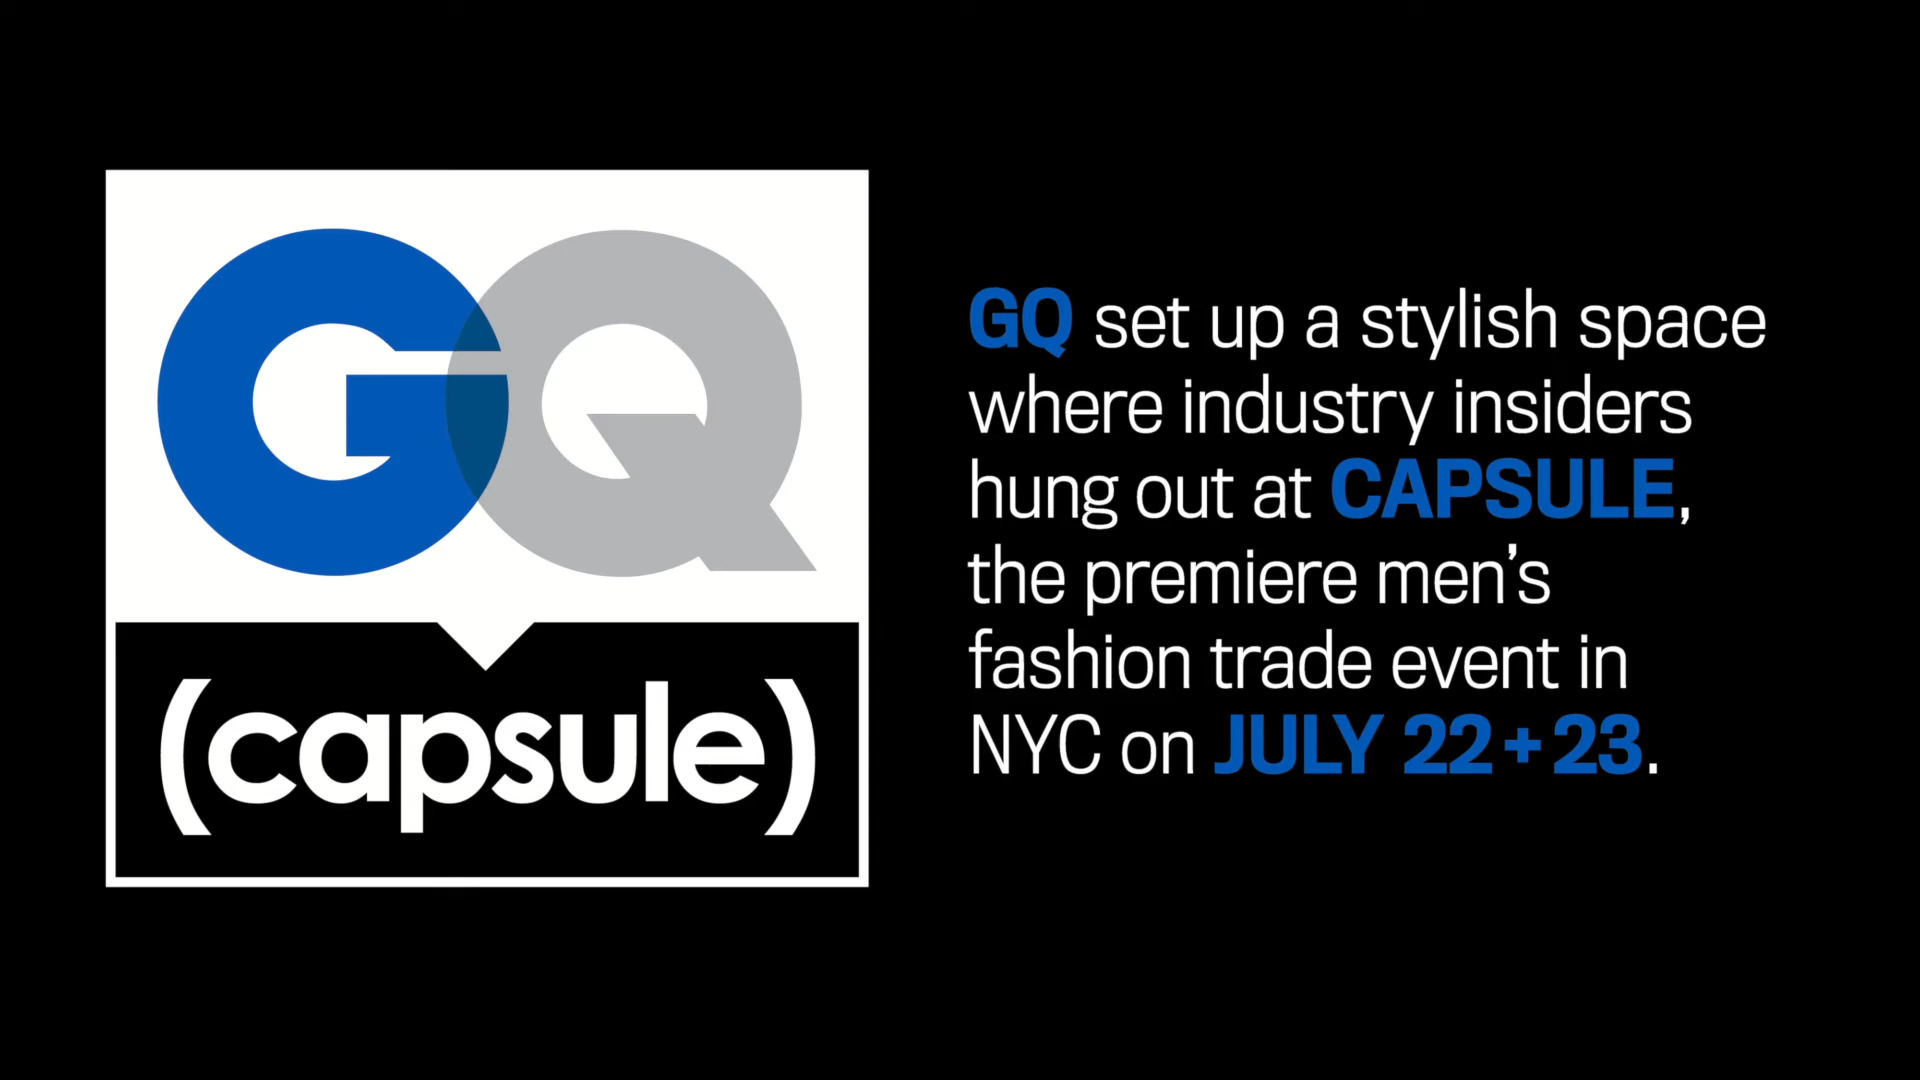 GQ
(capsule)
GQ set up a stylish space
where industry insiders
hung out at CAPSULE,
the premiere men's
fashion trade event in
NYC on JULY 22+23.